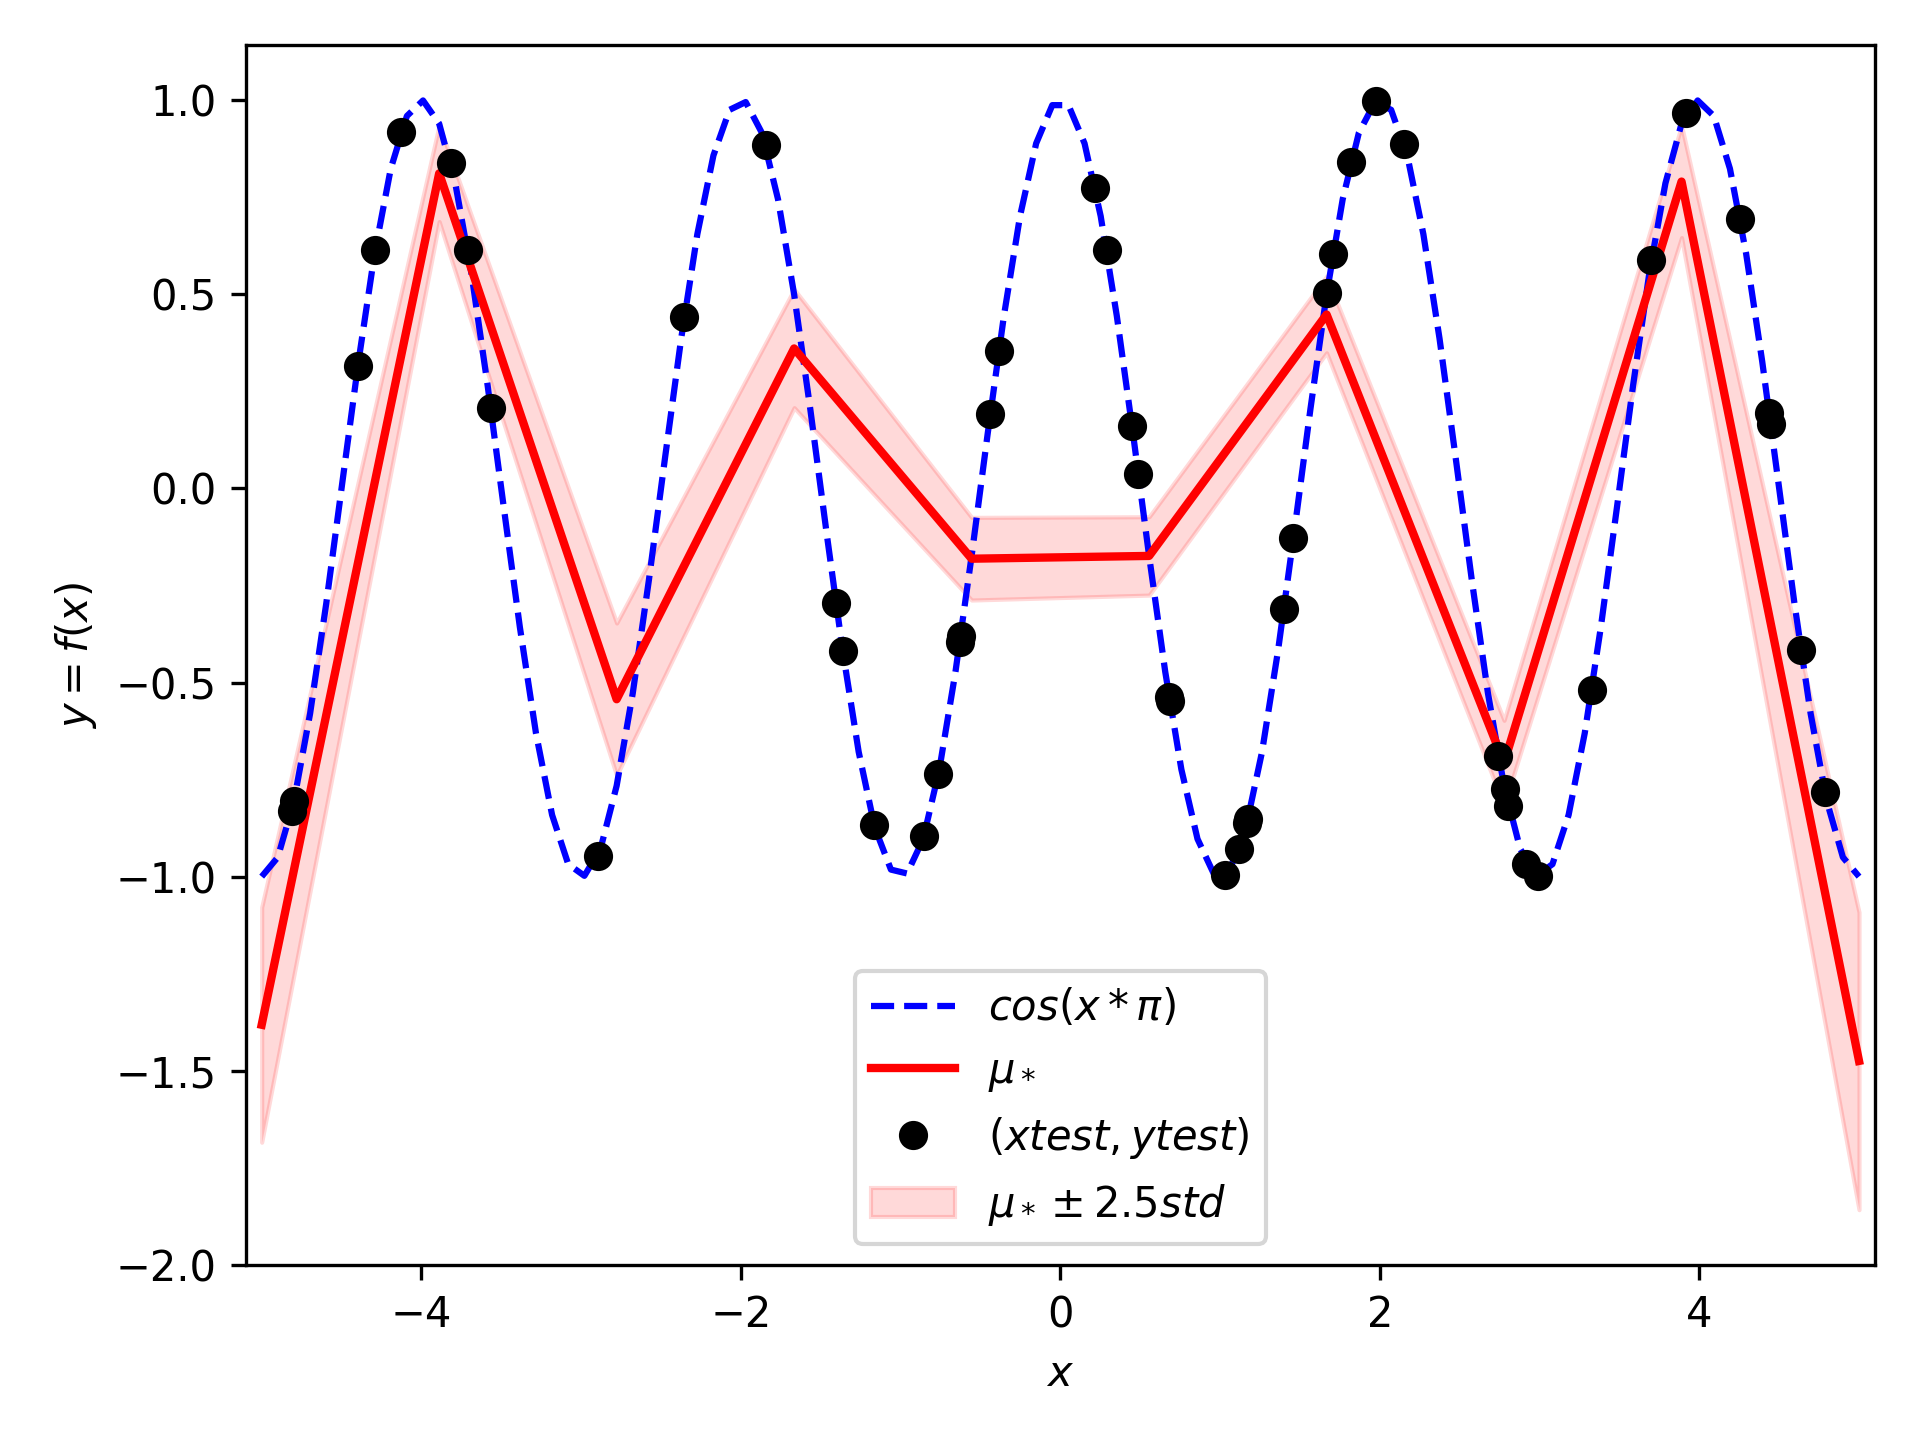 1.0
0.5
0.0
−0.5
−1.0
−1.5
−2.0
y = f(x)
−4 −2 0 2 4
x
cos(x * π)
μ*
(xtest, ytest)
μ* ± 2.5std